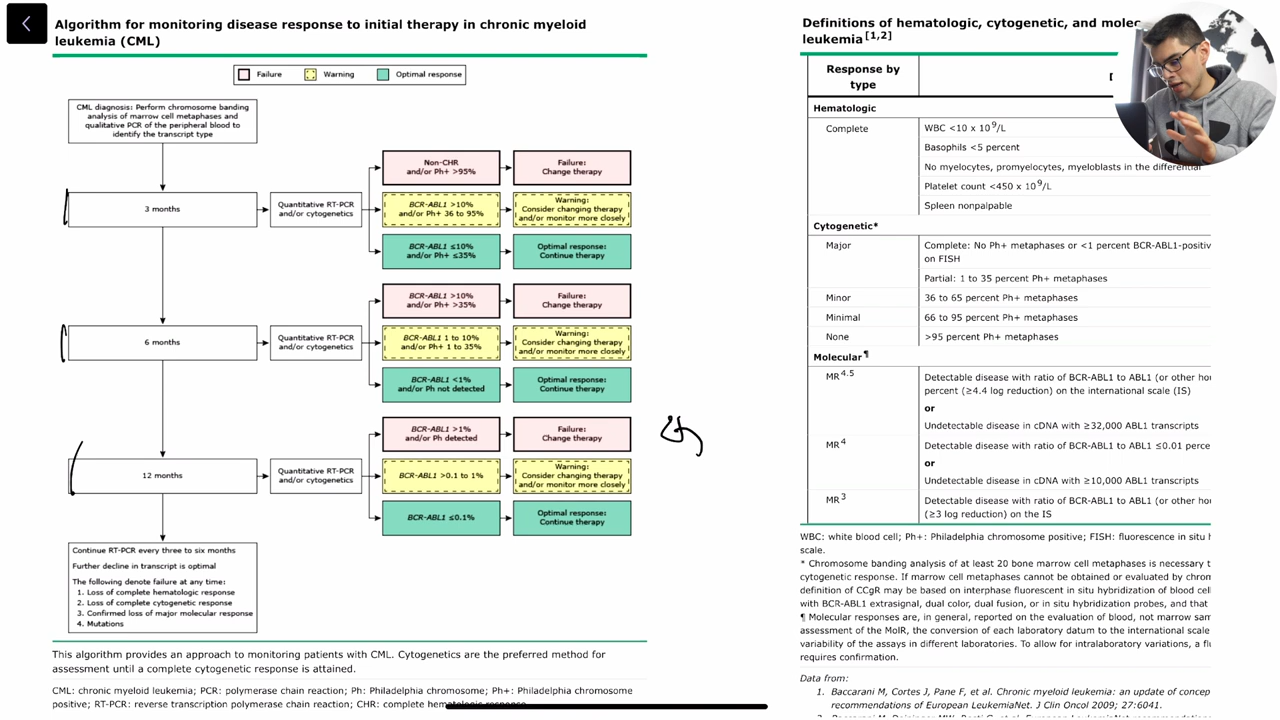 Algorithm for monitoring disease response to initial therapy in chronic myeloid
leukemia (CML)
Failure
Warning
Optimal response
CML diagnosis: Perform chromosome banding
analysis of marrow cell metaphases and
qualitative PCR of the peripheral blood to
identify the transcript type
3 months
Quantitative RT-PCR
and/or cytogenetics
Non-CHR
and/or Ph+ >95%
Failure:
Change therapy
BCR-ABL1 >10%
and/or Ph+ 36 to 95%
Warning:
Consider changing therapy
and/or monitor more closely
BCR-ABL1 ≤10%
and/or Ph+ ≤35%
Optimal response:
Continue therapy
6 months
Quantitative RT-PCR
and/or cytogenetics
BCR-ABL1 >10%
and/or Ph+ >35%
Failure:
Change therapy
BCR-ABL1 1 to 10%
and/or Ph+ 1 to 35%
Warning:
Consider changing therapy
and/or monitor more closely
BCR-ABL1 <1%
and/or Ph not detected
Optimal response:
Continue therapy
12 months
Quantitative RT-PCR
and/or cytogenetics
BCR-ABL1 >1%
and/or Ph detected
Failure:
Change therapy
BCR-ABL1 >0.1 to 1%
Warning:
Consider changing therapy
and/or monitor more closely
BCR-ABL1 ≤0.1%
Optimal response:
Continue therapy
Continue RT-PCR every three to six months
Further decline in transcript is optimal
The following denote failure at any time:
1. Loss of complete hematologic response
2. Loss of complete cytogenetic response
3. Confirmed loss of major molecular response
4. Mutations
This algorithm provides an approach to monitoring patients with CML. Cytogenetics are the preferred method for
assessment until a complete cytogenetic response is attained.
CML: chronic myeloid leukemia; PCR: polymerase chain reaction; Ph: Philadelphia chromosome; Ph+: Philadelphia chromosome
positive; RT-PCR: reverse transcription polymerase chain reaction; CHR: complete hematologic response.
Definitions of hematologic, cytogenetic, and molec
leukemia[1,2]
Response by
type
Hematologic
Complete
WBC <10 x 10⁹/L
Basophils <5 percent
No myelocytes, promyelocytes, myeloblasts in the differential
Platelet count <450 x 10⁹/L
Spleen nonpalpable
Cytogenetic*
Major
Complete: No Ph+ metaphases or <1 percent BCR-ABL1-positiv
on FISH
Partial: 1 to 35 percent Ph+ metaphases
Minor
36 to 65 percent Ph+ metaphases
Minimal
66 to 95 percent Ph+ metaphases
None
>95 percent Ph+ metaphases
Molecular¶
MR4.5
Detectable disease with ratio of BCR-ABL1 to ABL1 (or other hou
percent (≥4.4 log reduction) on the international scale (IS)
or
Undetectable disease in cDNA with ≥32,000 ABL1 transcripts
MR4
Detectable disease with ratio of BCR-ABL1 to ABL1 ≤0.01 perce
or
Undetectable disease in cDNA with ≥10,000 ABL1 transcripts
MR3
Detectable disease with ratio of BCR-ABL1 to ABL1 (or other hou
(≥3 log reduction) on the IS
WBC: white blood cell; Ph+: Philadelphia chromosome positive; FISH: fluorescence in situ h
scale.
* Chromosome banding analysis of at least 20 bone marrow cell metaphases is necessary t
cytogenetic response. If marrow cell metaphases cannot be obtained or evaluated by chrom
definition of CCgR may be based on interphase fluorescent in situ hybridization of blood cel
with BCR-ABL1 extrasignal, dual color, dual fusion, or in situ hybridization probes, and that
¶ Molecular responses are, in general, reported on the evaluation of blood, not marrow sam
assessment of the MolR, the conversion of each laboratory datum to the international scale
variability of the assays in different laboratories. To allow for intralaboratory variations, a fl
requires confirmation.
Data from:
1. Baccarani M, Cortes J, Pane F, et al. Chronic myeloid leukemia: an update of concep
recommendations of European LeukemiaNet. J Clin Oncol 2009; 27:6041.